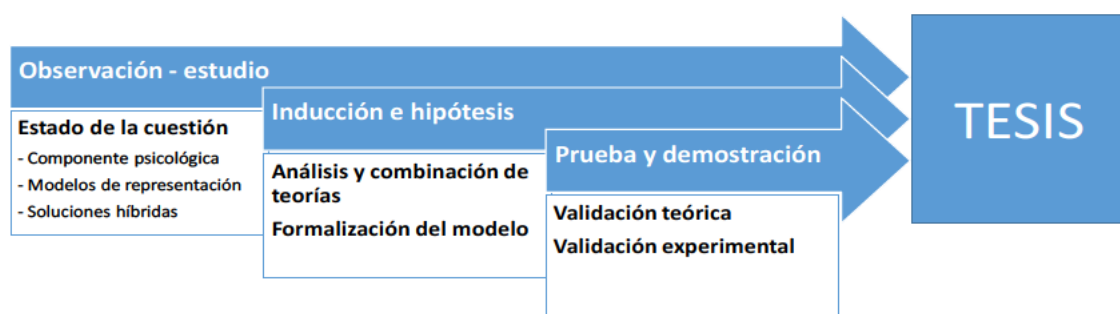 Observación - estudio
Estado de la cuestión
- Componente psicológica
- Modelos de representación
- Soluciones híbridas
Inducción e hipótesis
Análisis y combinación de
teorías
Formalización del modelo
Prueba y demostración
Validación teórica
Validación experimental
TESIS